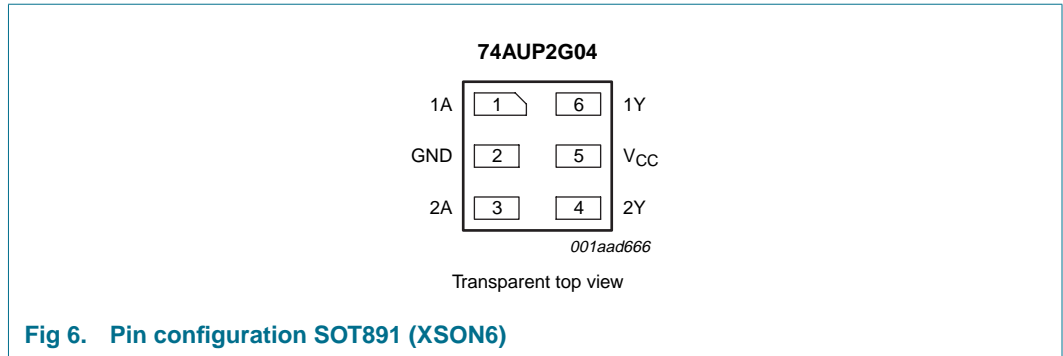 74AUP2G04
1A 1 6 1Y
GND 2 5 VCC
2A 3 4 2Y
001aad666
Transparent top view
Fig 6. Pin configuration SOT891 (XSON6)